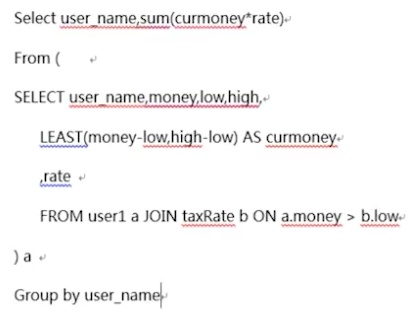 Select user_name,sum(curmoney*rate)
From (
SELECT user_name,money,low,high,
LEAST(money-low,high-low) AS curmoney
,rate
FROM user1 a JOIN taxRate b ON a.money > b.low
) a
Group by user_name